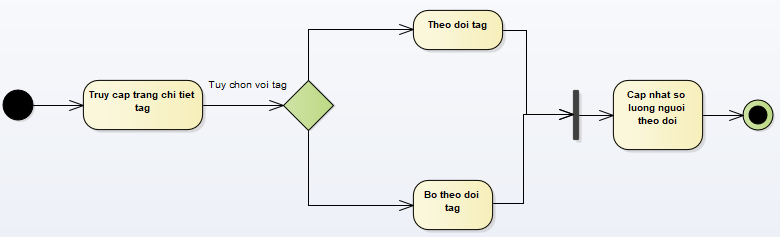 Truy cap trang chi tiet
tag
Tuy chon voi tag
Theo doi tag
Bo theo doi
tag
Cap nhat so
luong nguoi
theo doi